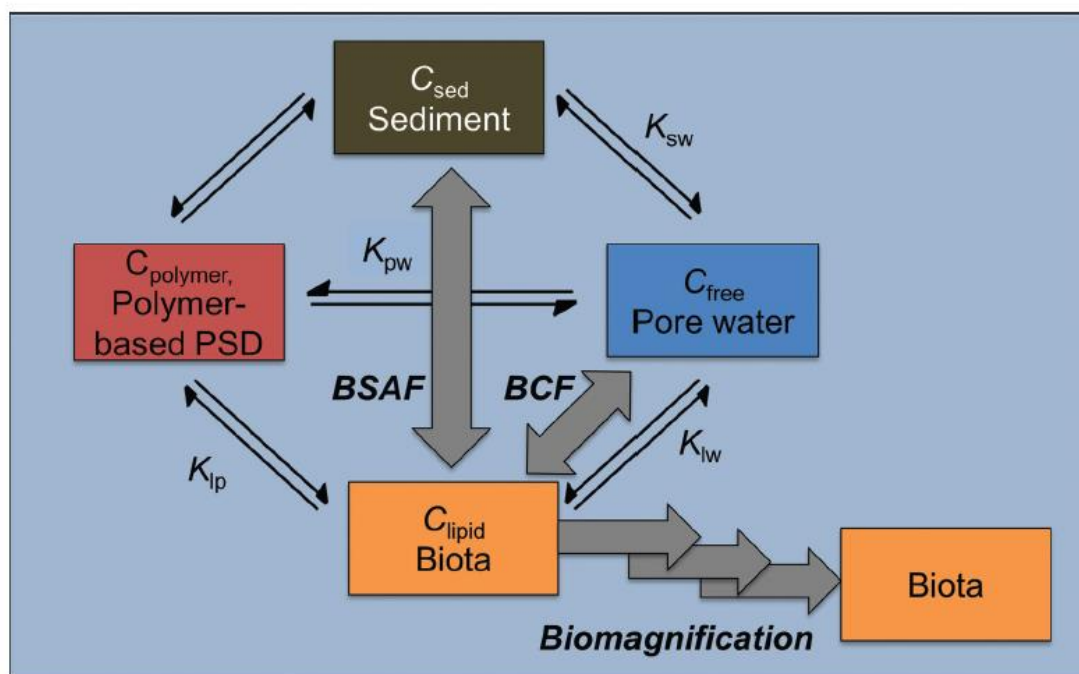 Csed
Sediment
Ksw
Cpolymer,
Polymer-
based PSD
Kpw
Cfree
Pore water
BSAF
BCF
Klp
Klw
Clipid
Biota
Biota
Biomagnification